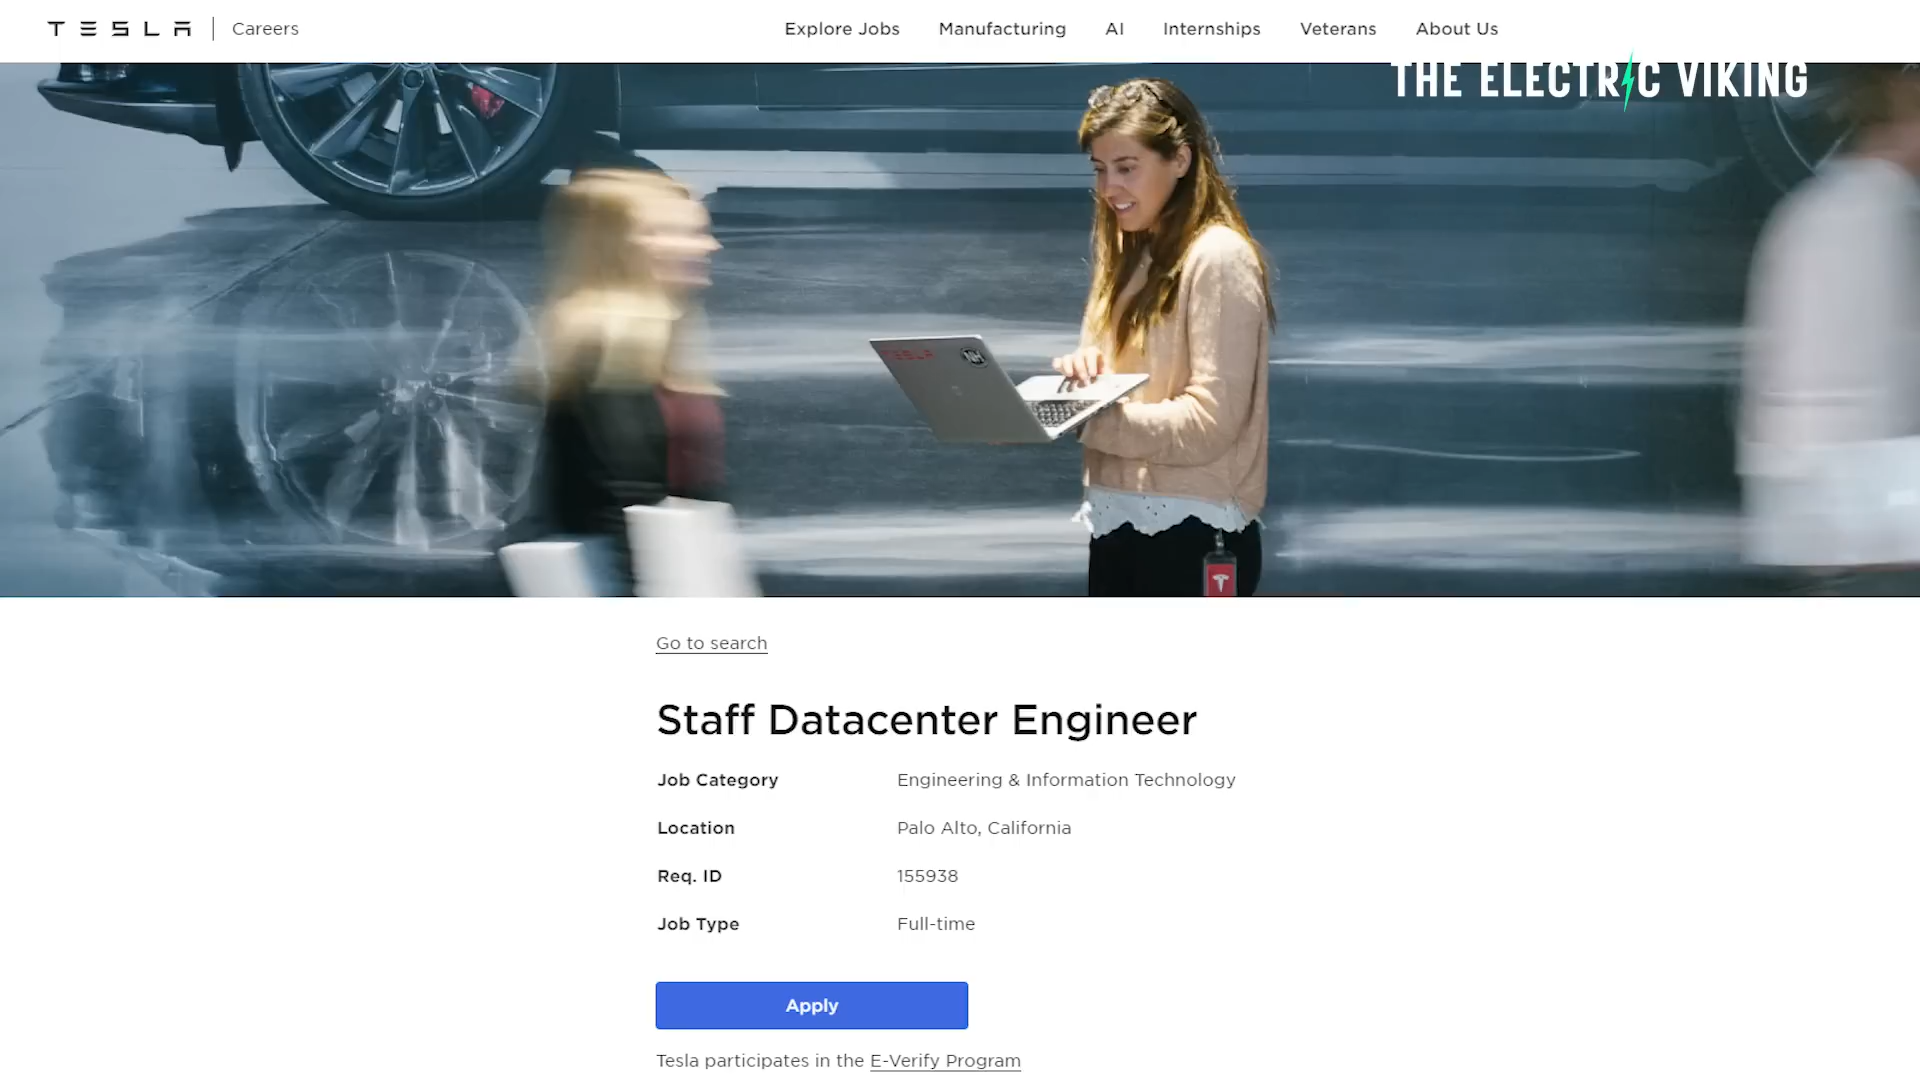 TESLA | Careers
Explore Jobs Manufacturing AI Internships Veterans About Us
THE ELECTRIC VIKING
TESLA
NH
Go to search
Staff Datacenter Engineer
Job Category Engineering & Information Technology
Location Palo Alto, California
Req. ID 155938
Job Type Full-time
Apply
Tesla participates in the E-Verify Program